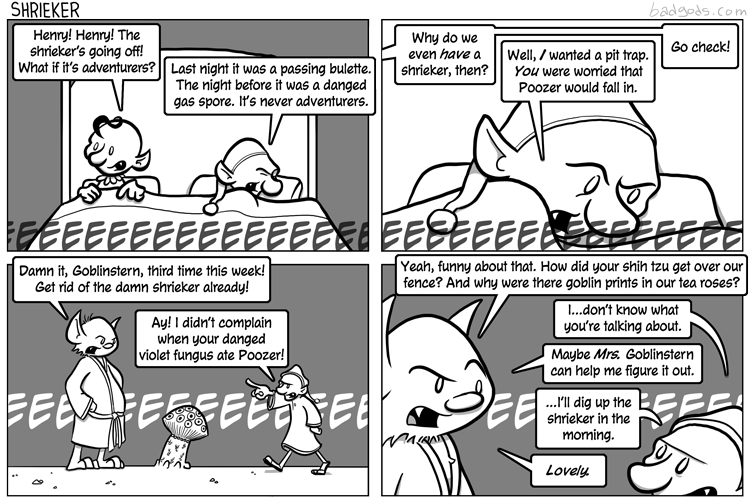 SHRIEKER
badgods.com
Henry! Henry! The
shrieker's going off!
What if it's adventurers?
Last night it was a passing bulette.
The night before it was a danged
gas spore. It's never adventurers.
EEEEEEEEEEEEEEE
Why do we
even have a
shrieker, then?
Well, I wanted a pit trap.
You were worried that
Poozer would fall in.
Go check!
EEEEEEEEEEEEEEE
Damn it, Goblinstern, third time this week!
Get rid of the damn shrieker already!
Ay! I didn't complain
when your danged
violet fungus ate Poozer!
EEEEEEEEEEEEEEE
Yeah, funny about that. How did your shih tzu get over our
fence? And why were there goblin prints in our tea roses?
I...don't know what
you're talking about.
Maybe Mrs. Goblinstern
can help me figure it out.
...I'll dig up the
shrieker in the
morning.
Lovely.
EEEEEEEE